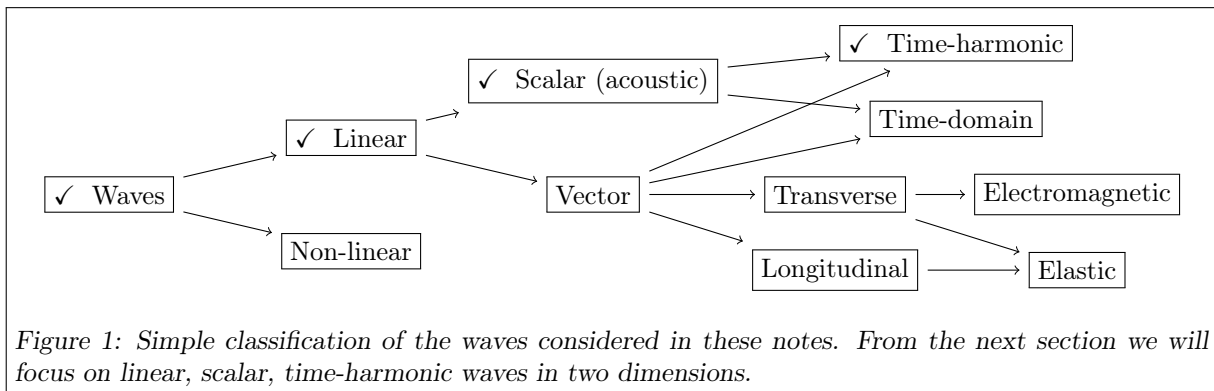 ✓ Time-harmonic
✓ Scalar (acoustic)
Time-domain
✓ Linear
✓ Waves
Vector
Transverse
Electromagnetic
Non-linear
Longitudinal
Elastic
Figure 1: Simple classification of the waves considered in these notes. From the next section we will
focus on linear, scalar, time-harmonic waves in two dimensions.